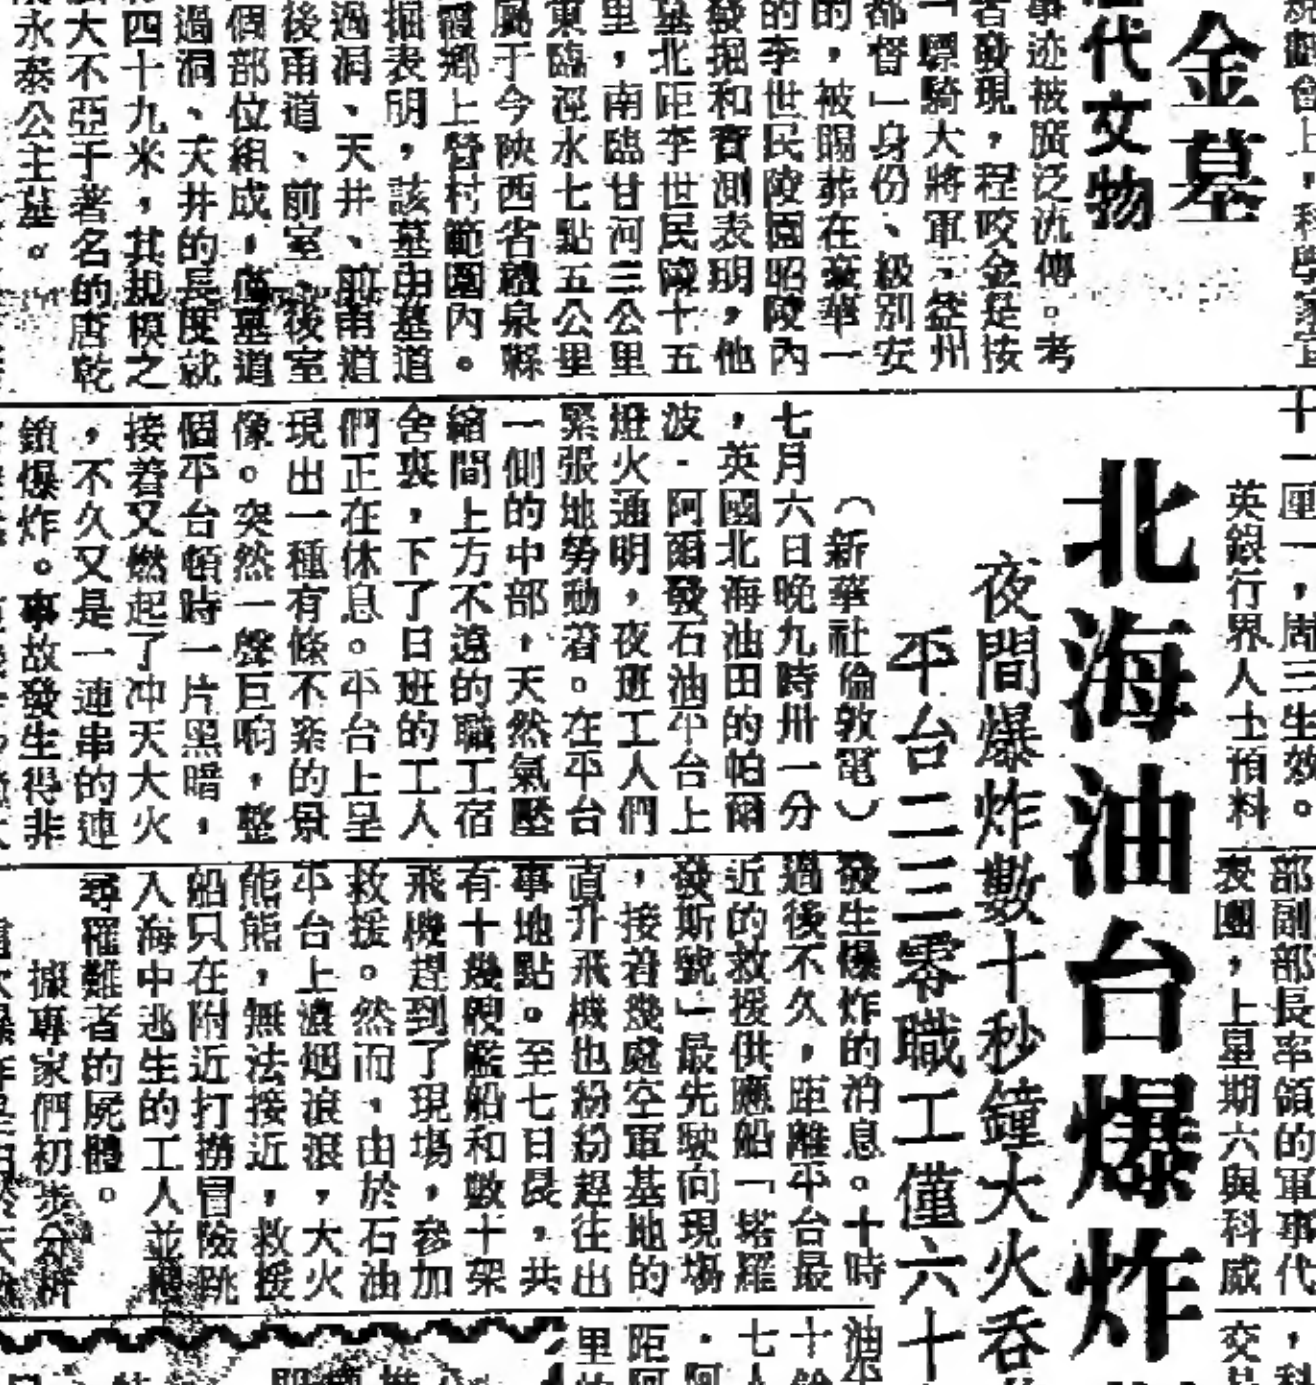 金墓
代文物
事迹被廣泛流傳。考
者發現，程咬金是按
「驃騎大將軍、益州
都督」身份、級別安
的，被賜葬在豪華一
的李世民陵園昭陵內
發掘和實測表明，他
墓北距李世民陵十五
里，南臨甘河三公里
東臨涇水七點五公里
屬于今陝西省禮泉縣
霞鄉上營村範圍內。
掘表明，該墓由墓道
過洞、天井、前甬道
後甬道、前室、後室
個部位組成，僅墓道
過洞、天井的長度就
四十九米，其規模之
大不亞于著名的唐乾
永泰公主墓。
十一厘一，周三生效。
英銀行界人士預料
北海油台爆炸
夜間爆炸數十秒鐘大火吞
平台二三零職工僅六十
（新華社倫敦電）
七月六日晚九時卅一分
，英國北海油田的帕爾
波·阿爾發石油平台上
燈火通明，夜班工人們
緊張地勞動着。在平台
一側的中部，天然氣壓
縮間上方不遠的職工宿
舍裏，下了日班的工人
們正在休息。平台上呈
現出一種有條不紊的景
像。突然一聲巨响，整
個平台頓時一片黑暗，
接着又燃起了冲天大火
，不久又是一連串的連
鎖爆炸。事故發生得非
部副部長率領的軍事代
表團，上星期六與科威
發生爆炸的消息。十時
過後不久，距離平台最
近的救援供應船「塔羅
發斯號」最先駛向現場
，接着幾處空軍基地的
直升飛機也紛紛趕往出
事地點。至七日晨，共
有十幾艘艦船和數十架
飛機趕到了現場，參加
救援。然而，由於石油
平台上濃烟滾滾，大火
熊熊，無法接近，救援
船只在附近打撈冒險跳
入海中逃生的工人並
尋罹難者的屍體。
據專家們初步分析
油
十
七人
·阿
距阿
里